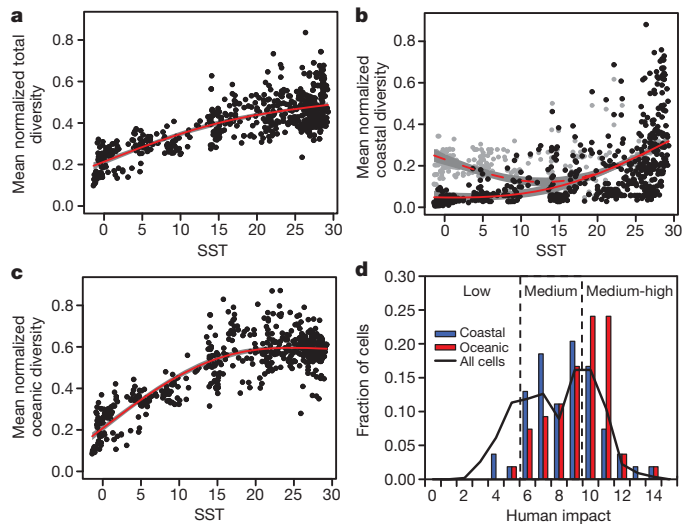 a
Mean normalized total
diversity
0.8
0.6
0.4
0.2
0.0
0 5 10 15 20 25 30
SST
b
Mean normalized
coastal diversity
0.8
0.6
0.4
0.2
0.0
0 5 10 15 20 25 30
SST
c
Mean normalized
oceanic diversity
0.8
0.6
0.4
0.2
0.0
0 5 10 15 20 25 30
SST
d
Fraction of cells
0.30
0.25
0.20
0.15
0.10
0.05
0.00
Low Medium Medium-high
Coastal
Oceanic
All cells
0 2 4 6 8 10 12 14
Human impact